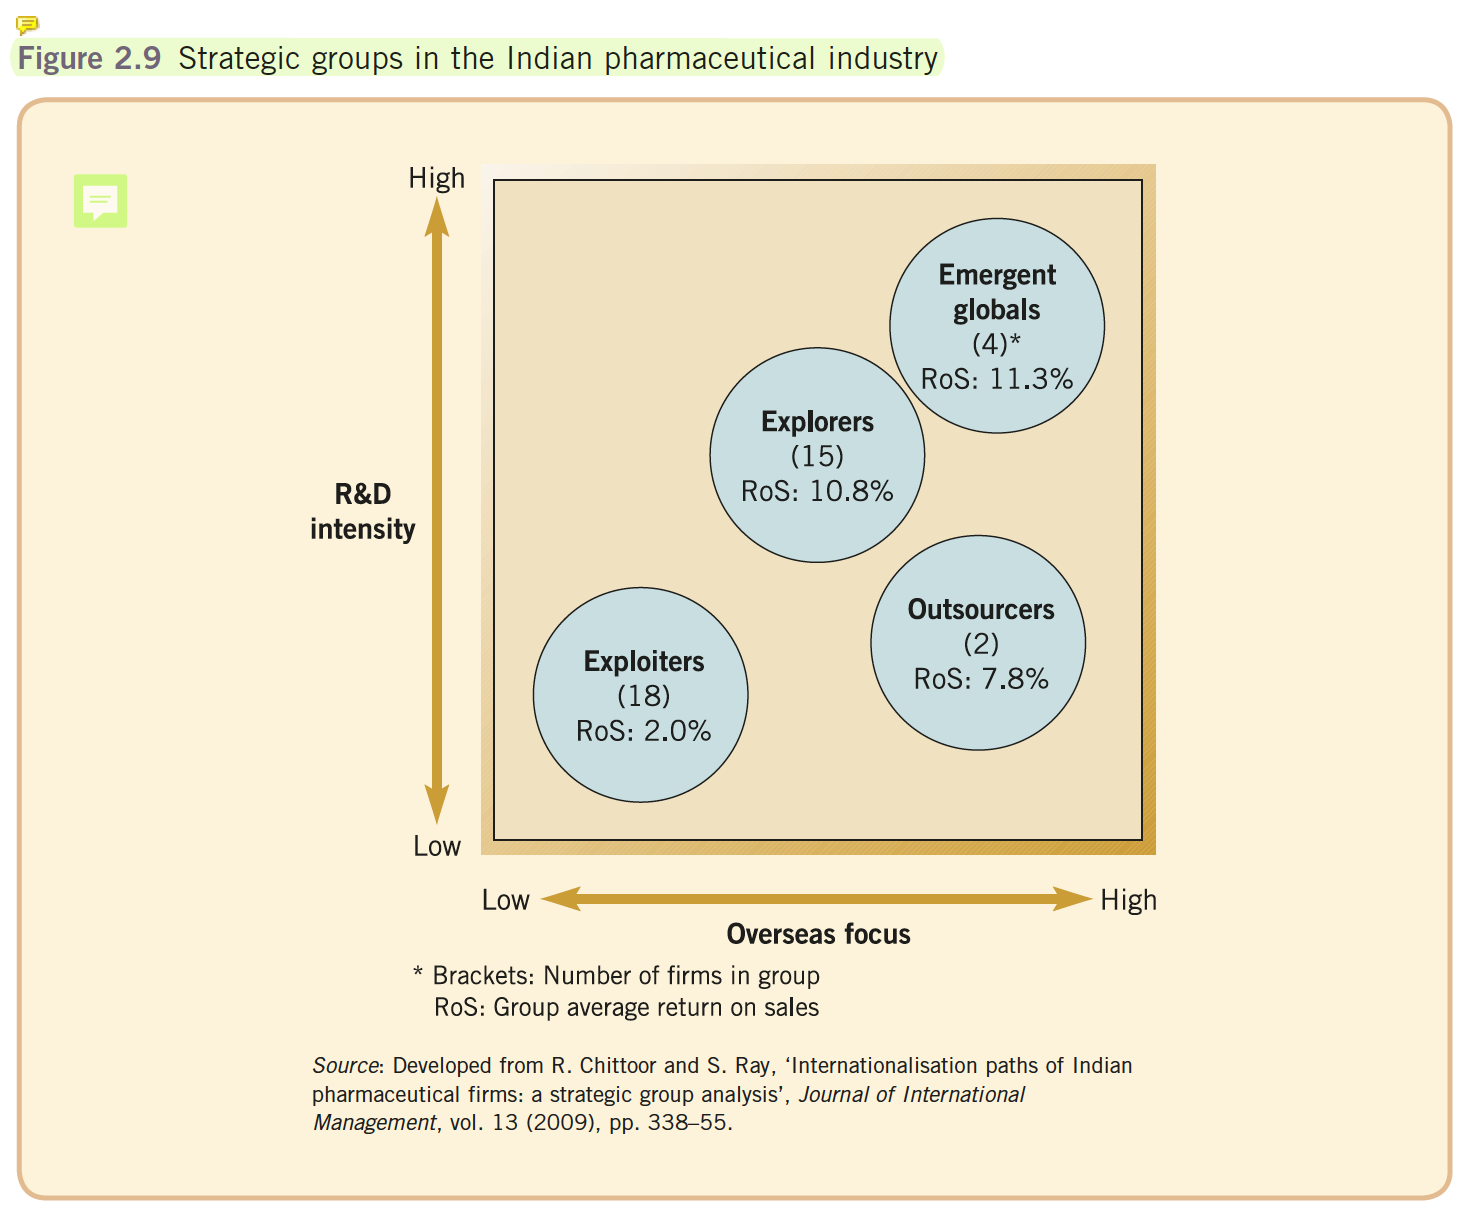 Figure 2.9 Strategic groups in the Indian pharmaceutical industry
High
Emergent
globals
(4)*
RoS: 11.3%
Explorers
(15)
RoS: 10.8%
R&D
intensity
Outsourcers
(2)
RoS: 7.8%
Exploiters
(18)
RoS: 2.0%
Low
Low
High
Overseas focus
* Brackets: Number of firms in group
RoS: Group average return on sales
Source: Developed from R. Chittoor and S. Ray, ‘Internationalisation paths of Indian
pharmaceutical firms: a strategic group analysis’, Journal of International
Management, vol. 13 (2009), pp. 338–55.